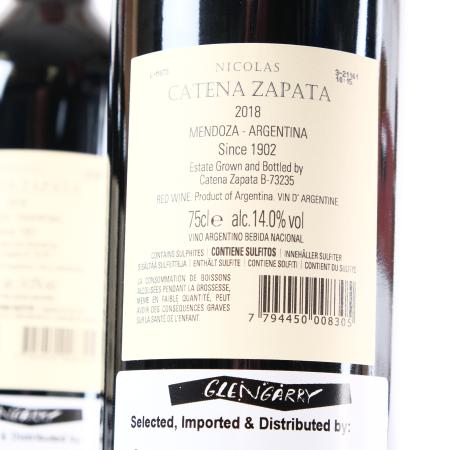 NICOLAS
CATENA ZAPATA
2018
MENDOZA - ARGENTINA
Since 1902
Estate Grown and Bottled by
Catena Zapata B-73235
RED WINE: Product of Argentina. VIN D' ARGENTINE
75cl e alc.14.0% vol
VINO ARGENTINO BEBIDA NACIONAL
CONTAINS SULPHITES | CONTIENE SULFITOS | INNEHÅLLER SULFITER
SISÄLTÄÄ SULFIITTEJA | ENTHÄLT SULFITE | CONTIENE SOLFITI | CONTIENT DU SULFITES
LA CONSOMMATION DE BOISSONS
ALCOOLISÉES PENDANT LA GROSSESSE,
MÊME EN FAIBLE QUANTITÉ, PEUT
AVOIR DES CONSEQUENCES GRAVES
SUR LA SANTÉ DE L'ENFANT.
7 794450 008305
GLENGARRY
Selected, Imported & Distributed by: